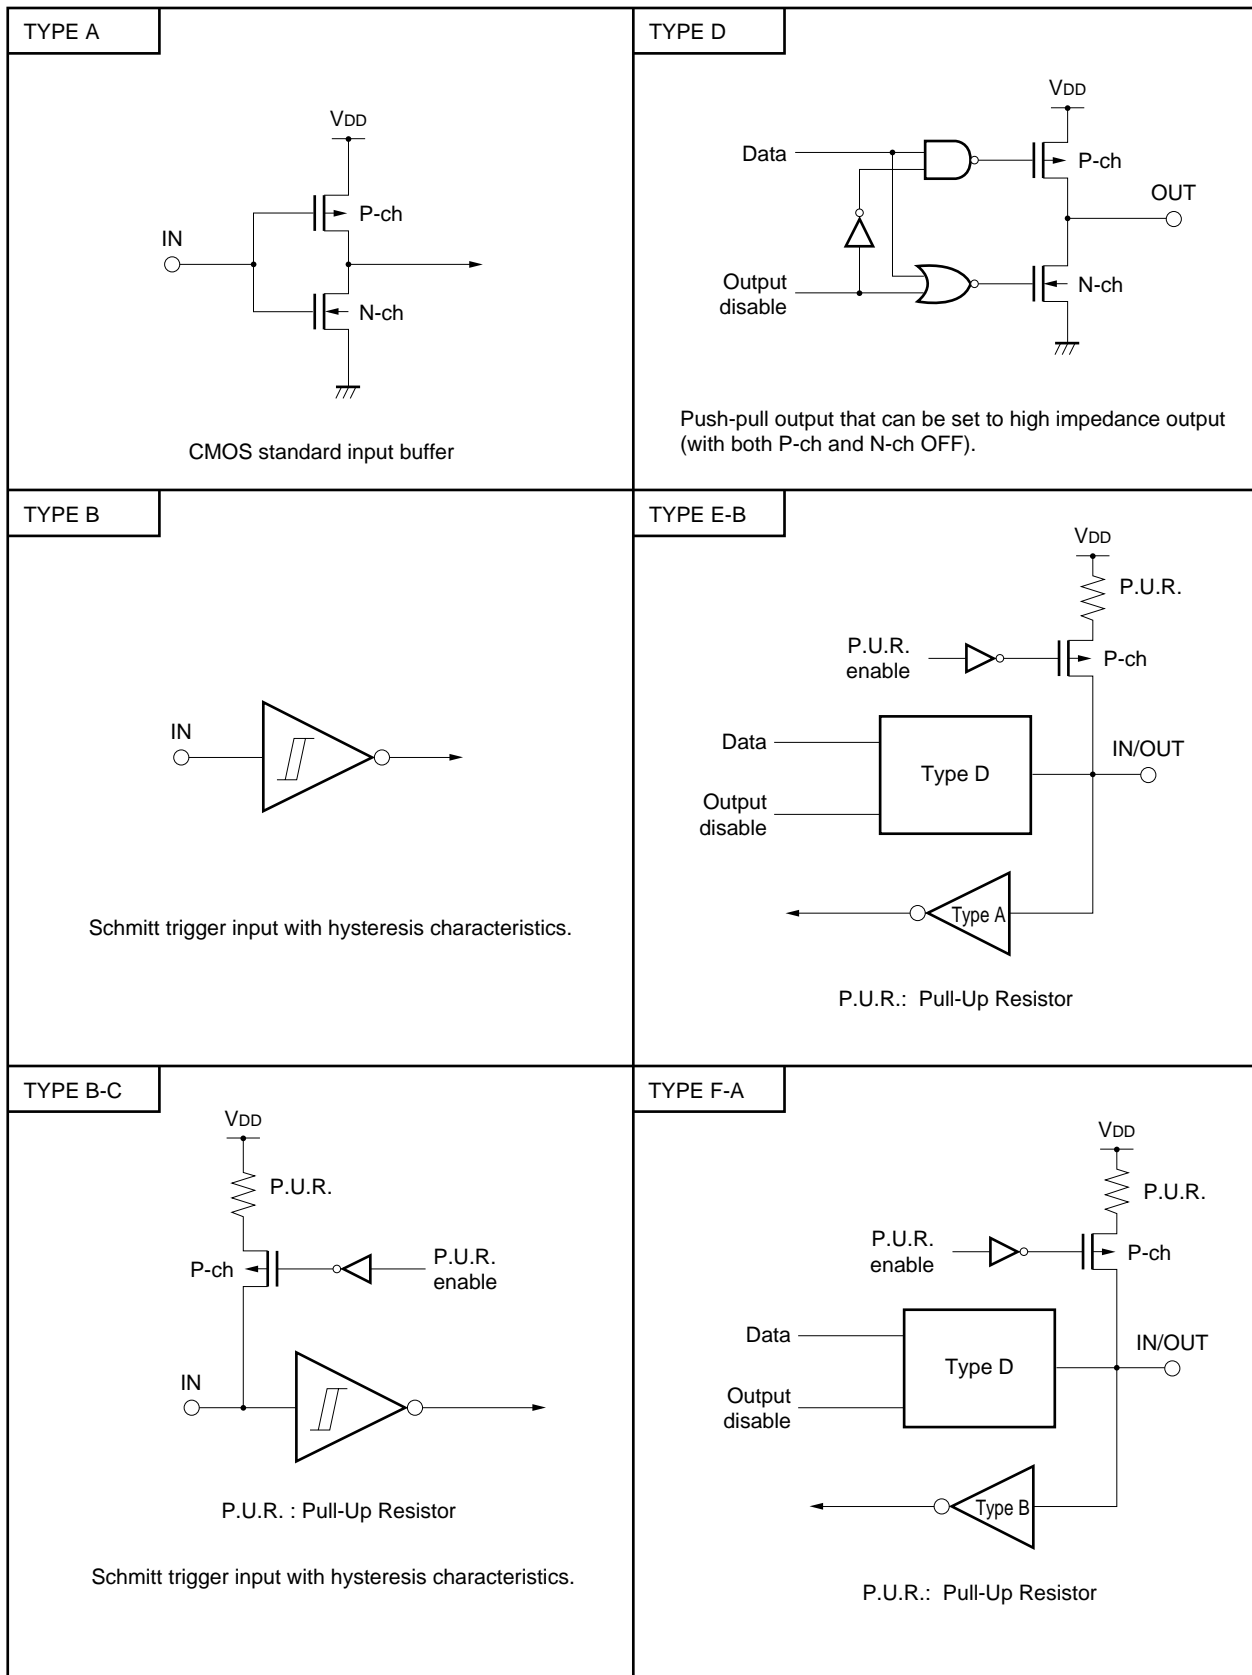 TYPE A
VDD
P-ch
IN
N-ch
CMOS standard input buffer
TYPE D
VDD
Data
P-ch
OUT
Output
disable
N-ch
Push-pull output that can be set to high impedance output
(with both P-ch and N-ch OFF).
TYPE B
IN
Schmitt trigger input with hysteresis characteristics.
TYPE E-B
VDD
P.U.R.
P.U.R.
enable
P-ch
Data
IN/OUT
Type D
Output
disable
Type A
P.U.R.: Pull-Up Resistor
TYPE B-C
VDD
P.U.R.
P-ch
P.U.R.
enable
IN
P.U.R. : Pull-Up Resistor
Schmitt trigger input with hysteresis characteristics.
TYPE F-A
VDD
P.U.R.
P.U.R.
enable
P-ch
Data
IN/OUT
Type D
Output
disable
Type B
P.U.R.: Pull-Up Resistor